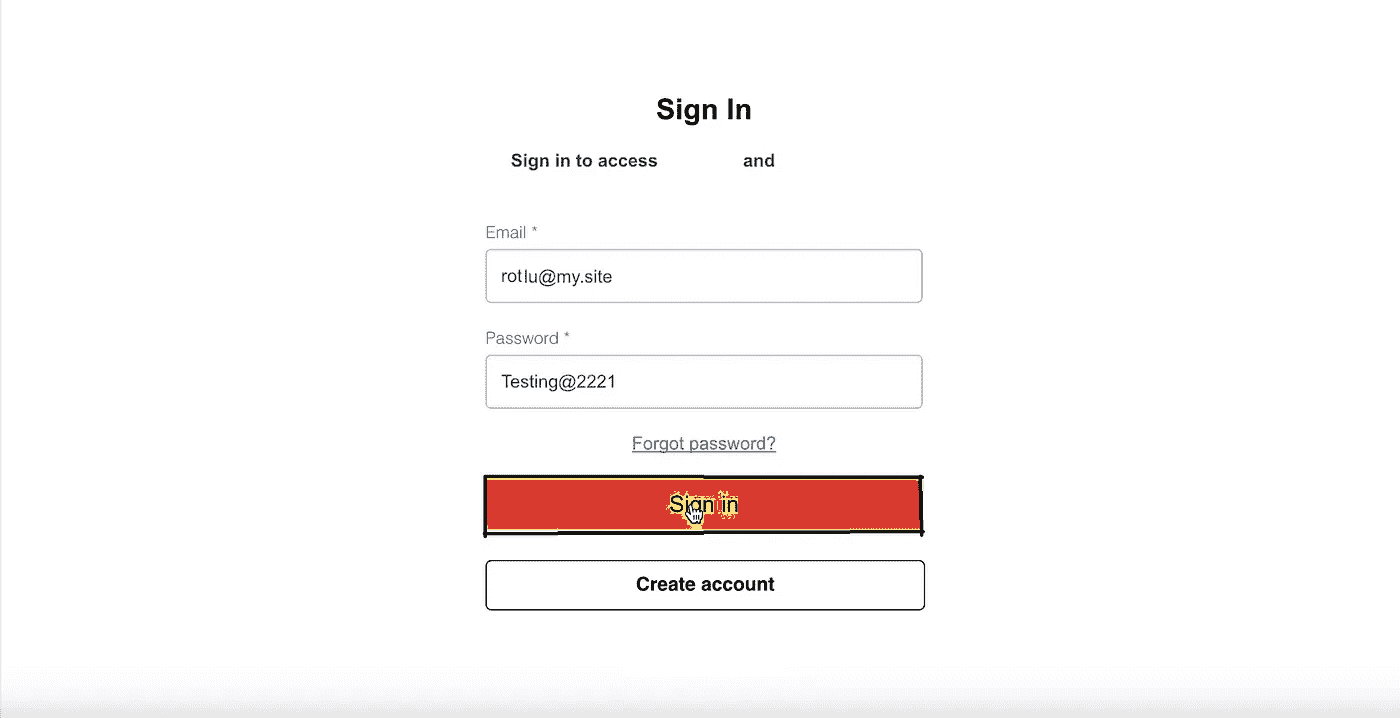 Sign In
Sign in to access and
Email *
rotlu@my.site
Password *
Testing@2221
Forgot password?
Sign in
Create account